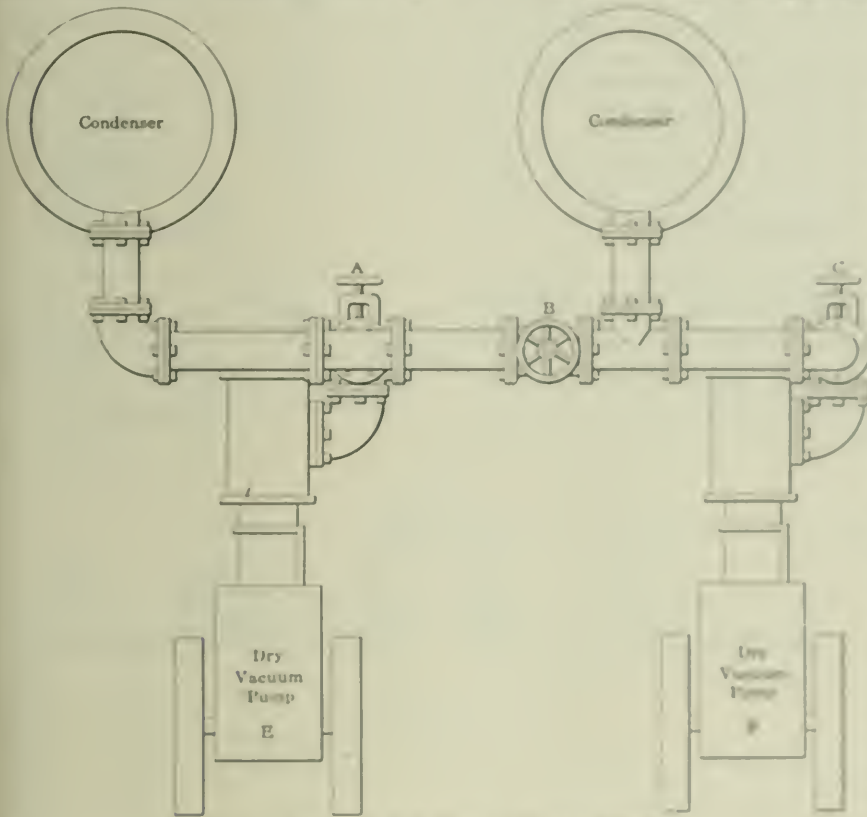 Condenser
Condenser
A
B
C
Dry
Vacuum
Pump
E
Dry
Vacuum
Pump
F